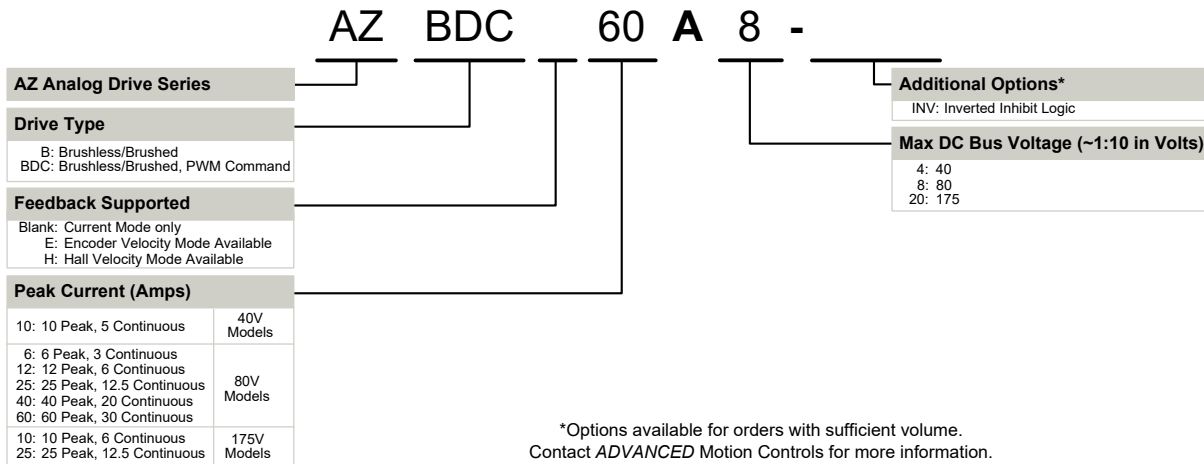 AZ BDC 60 A 8 -
AZ Analog Drive Series
Drive Type
B: Brushless/Brushed
BDC: Brushless/Brushed, PWM Command
Feedback Supported
Blank: Current Mode only
E: Encoder Velocity Mode Available
H: Hall Velocity Mode Available
Peak Current (Amps)
10: 10 Peak, 5 Continuous
40V
Models
6: 6 Peak, 3 Continuous
12: 12 Peak, 6 Continuous
25: 25 Peak, 12.5 Continuous
40: 40 Peak, 20 Continuous
60: 60 Peak, 30 Continuous
80V
Models
10: 10 Peak, 6 Continuous
25: 25 Peak, 12.5 Continuous
175V
Models
Additional Options*
INV: Inverted Inhibit Logic
Max DC Bus Voltage (~1:10 in Volts)
4: 40
8: 80
20: 175
*Options available for orders with sufficient volume.
Contact ADVANCED Motion Controls for more information.